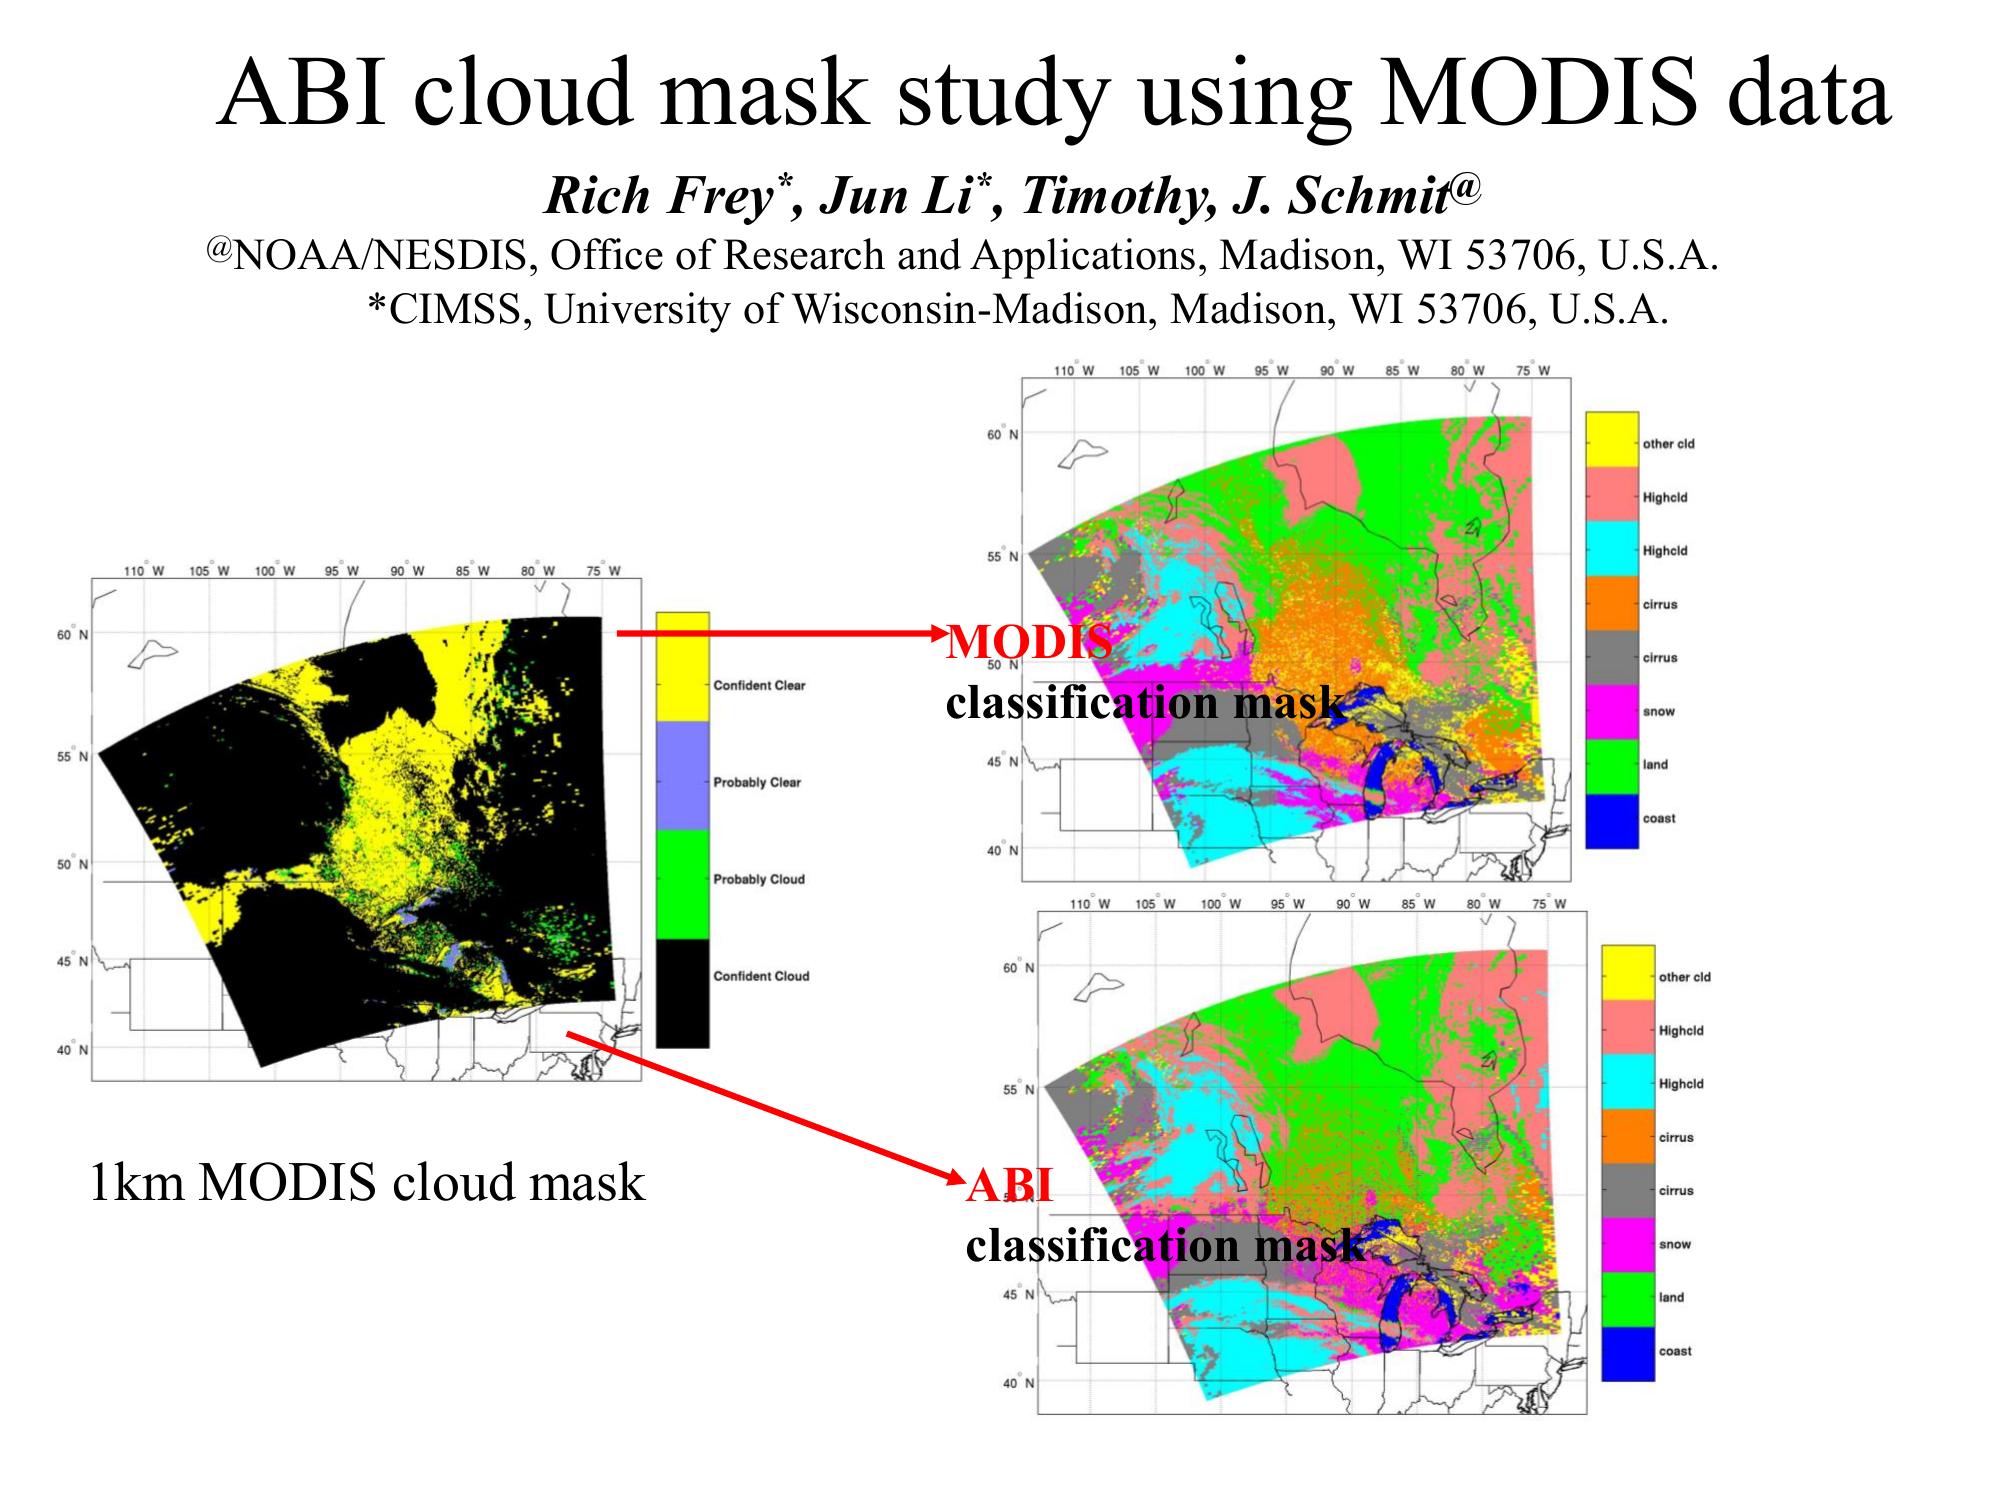 ABI cloud mask study using MODIS data
Rich Frey*, Jun Li*, Timothy, J. Schmit@
@NOAA/NESDIS, Office of Research and Applications, Madison, WI 53706, U.S.A.
*CIMSS, University of Wisconsin-Madison, Madison, WI 53706, U.S.A.
110° W 105° W 100° W 95° W 90° W 85° W 80° W 75° W
60° N
55° N
50° N
45° N
40° N
Confident Clear
Probably Clear
Probably Cloud
Confident Cloud
1km MODIS cloud mask
110° W 105° W 100° W 95° W 90° W 85° W 80° W 75° W
60° N
55° N
50° N
45° N
40° N
other cld
Highcld
Highcld
cirrus
cirrus
snow
land
coast
MODIS
classification mask
110° W 105° W 100° W 95° W 90° W 85° W 80° W 75° W
60° N
55° N
50° N
45° N
40° N
other cld
Highcld
Highcld
cirrus
cirrus
snow
land
coast
ABI
classification mask